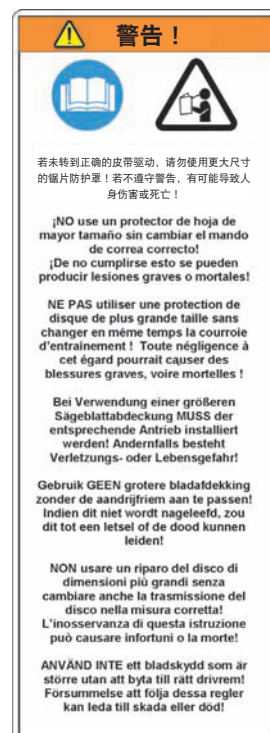 警告！
若未转到正确的皮带驱动，请勿使用更大尺寸
的锯片防护罩！若不遵守警告，有可能导致人
身伤害或死亡！
¡NO use un protector de hoja de
mayor tamaño sin cambiar el mando
de correa correcto!
¡De no cumplirse esto se pueden
producir lesiones graves o mortales!
NE PAS utiliser une protection de
disque de plus grande taille sans
changer en même temps la courroie
d'entraînement ! Toute négligence à
cet égard pourrait causer des
blessures graves, voire mortelles !
Bei Verwendung einer größeren
Sägeblattabdeckung MUSS der
entsprechende Antrieb installiert
werden! Andernfalls besteht
Verletzungs- oder Lebensgefahr!
Gebruik GEEN grotere bladafdekking
zonder de aandrijfriem aan te passen!
Indien dit niet wordt nageleefd, zou
dit tot een letsel of de dood kunnen
leiden!
NON usare un riparo del disco di
dimensioni più grandi senza
cambiare anche la trasmissione del
disco nella misura corretta!
L'inosservanza di questa istruzione
può causare infortuni o la morte!
ANVÄND INTE ett bladskydd som är
större utan att byta till rätt drivrem!
Försummelse att följa dessa regler
kan leda till skada eller död!